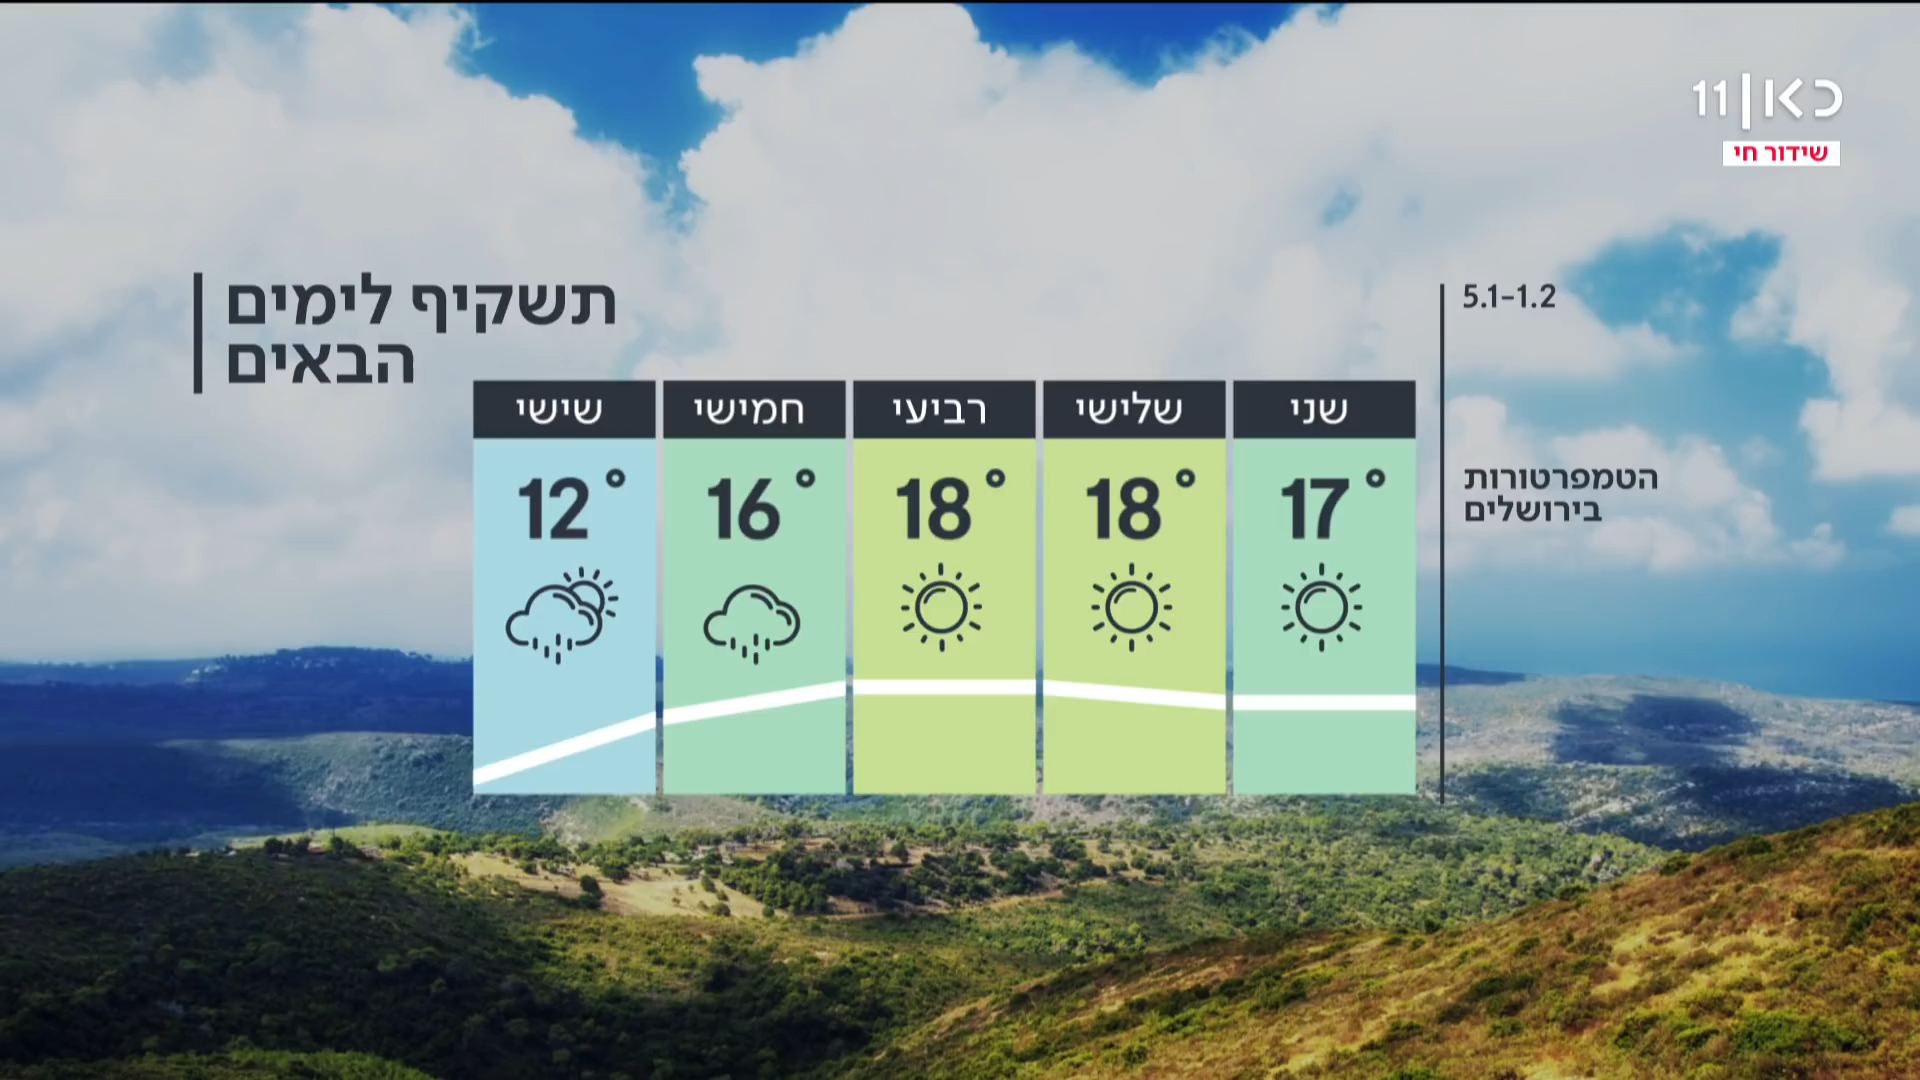 כאן 11
שידור חי
תשקיף לימים
הבאים
5.1-1.2
הטמפרטורות
בירושלים
שני
17°
שלישי
18°
רביעי
18°
חמישי
16°
שישי
12°